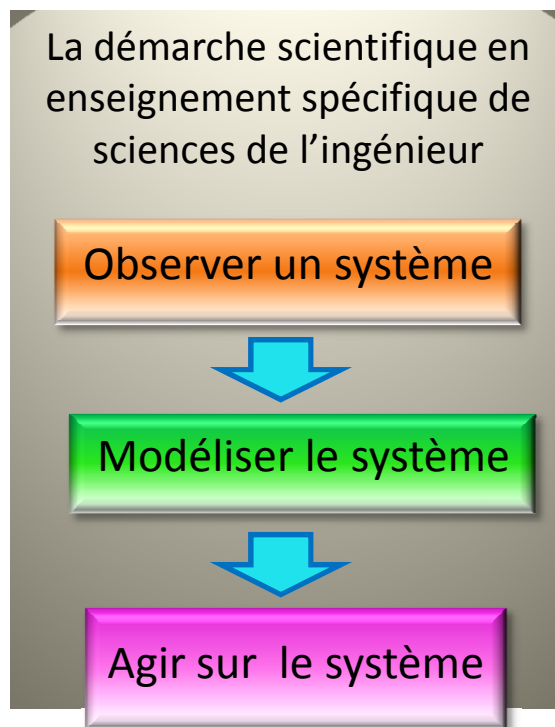 La démarche scientifique en
enseignement spécifique de
sciences de l’ingénieur
Observer un système
Modéliser le système
Agir sur le système